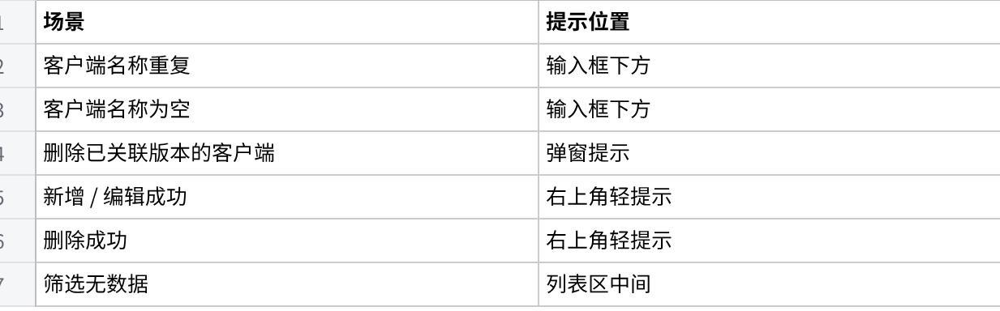 1 场景 提示位置
2 客户端名称重复 输入框下方
3 客户端名称为空 输入框下方
4 删除已关联版本的客户端 弹窗提示
5 新增 / 编辑成功 右上角轻提示
6 删除成功 右上角轻提示
7 筛选无数据 列表区中间